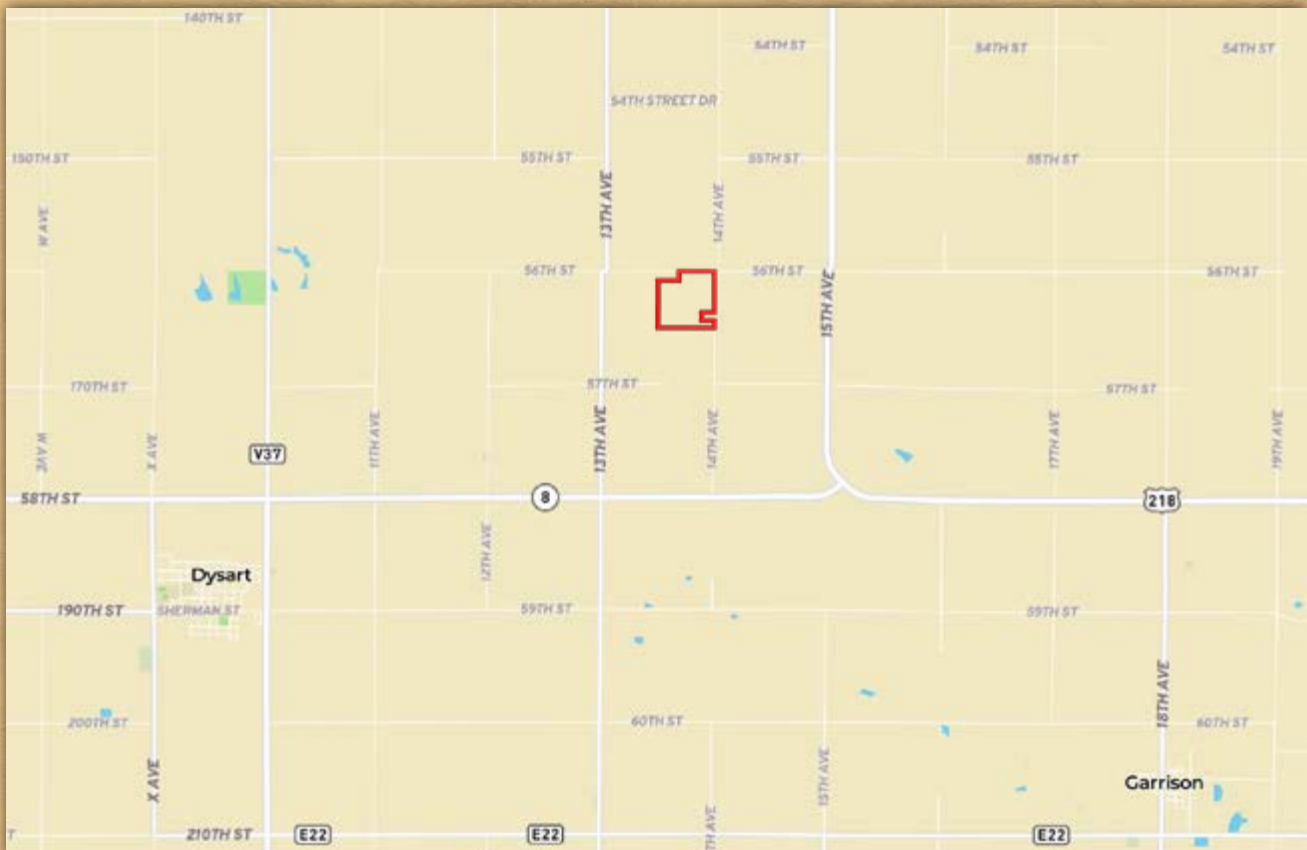 140TH ST
54TH ST
54TH ST
54TH ST
54TH STREET DR
150TH ST
55TH ST
55TH ST
55TH ST
W AVE
13TH AVE
14TH AVE
56TH ST
56TH ST
56TH ST
15TH AVE
170TH ST
57TH ST
57TH ST
W AVE
X AVE
V37
11TH AVE
13TH AVE
14TH AVE
17TH AVE
19TH AVE
58TH ST
8
218
12TH AVE
Dysart
190TH ST
SHERMAN ST
59TH ST
59TH ST
18TH AVE
200TH ST
60TH ST
60TH ST
X AVE
15TH AVE
Garrison
T
210TH ST
E22
E22
TH AVE
E22